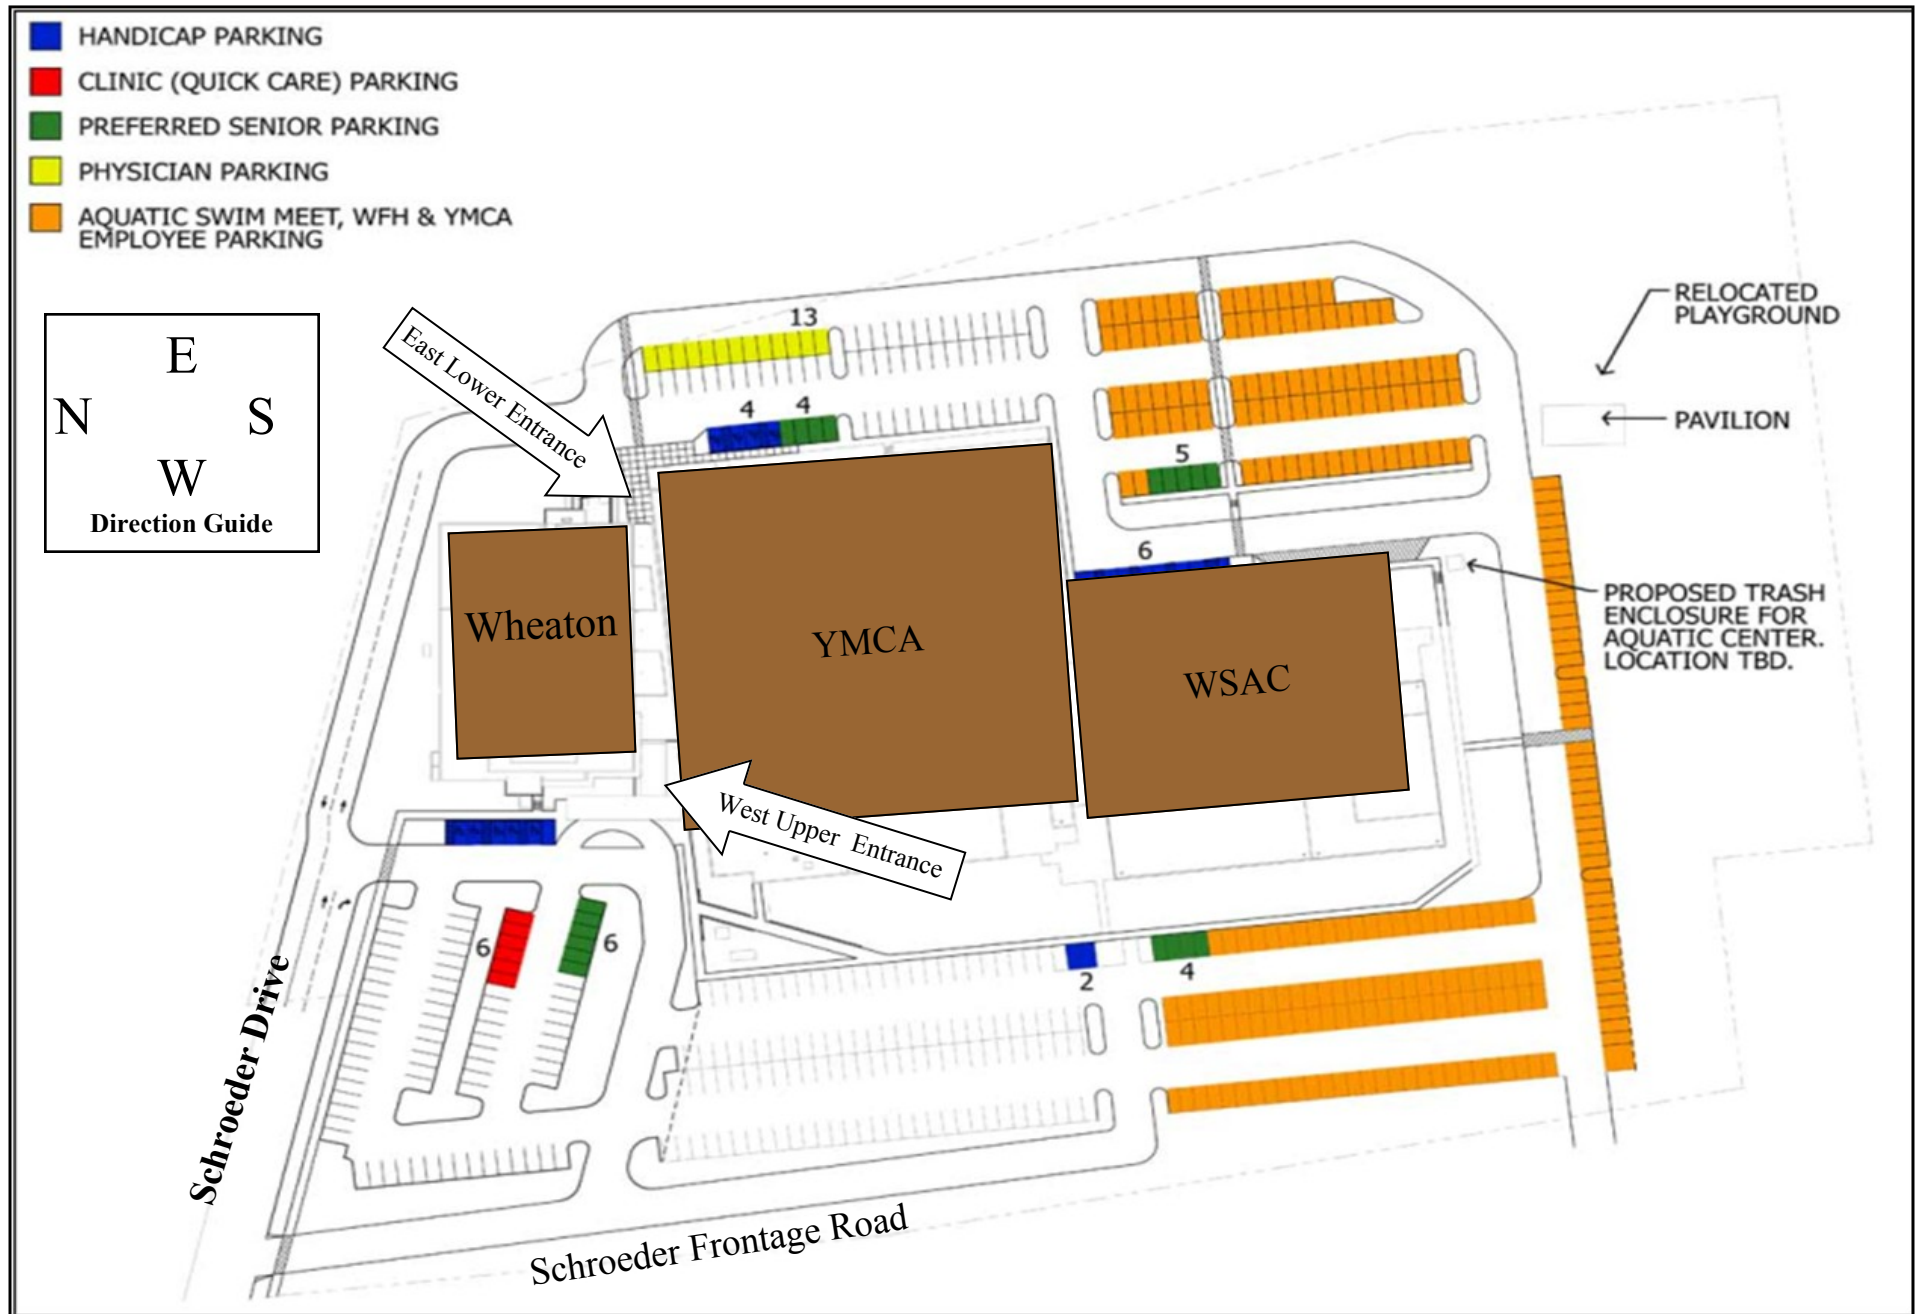 HANDICAP PARKING
CLINIC (QUICK CARE) PARKING
PREFERRED SENIOR PARKING
PHYSICIAN PARKING
AQUATIC SWIM MEET, WFH & YMCA
EMPLOYEE PARKING
E
N S
W
Direction Guide
East Lower Entrance
13
4 4
5
6
RELOCATED
PLAYGROUND
PAVILION
PROPOSED TRASH
ENCLOSURE FOR
AQUATIC CENTER.
LOCATION TBD.
Wheaton
YMCA
WSAC
West Upper Entrance
6
6
2
4
Schroeder Drive
Schroeder Frontage Road